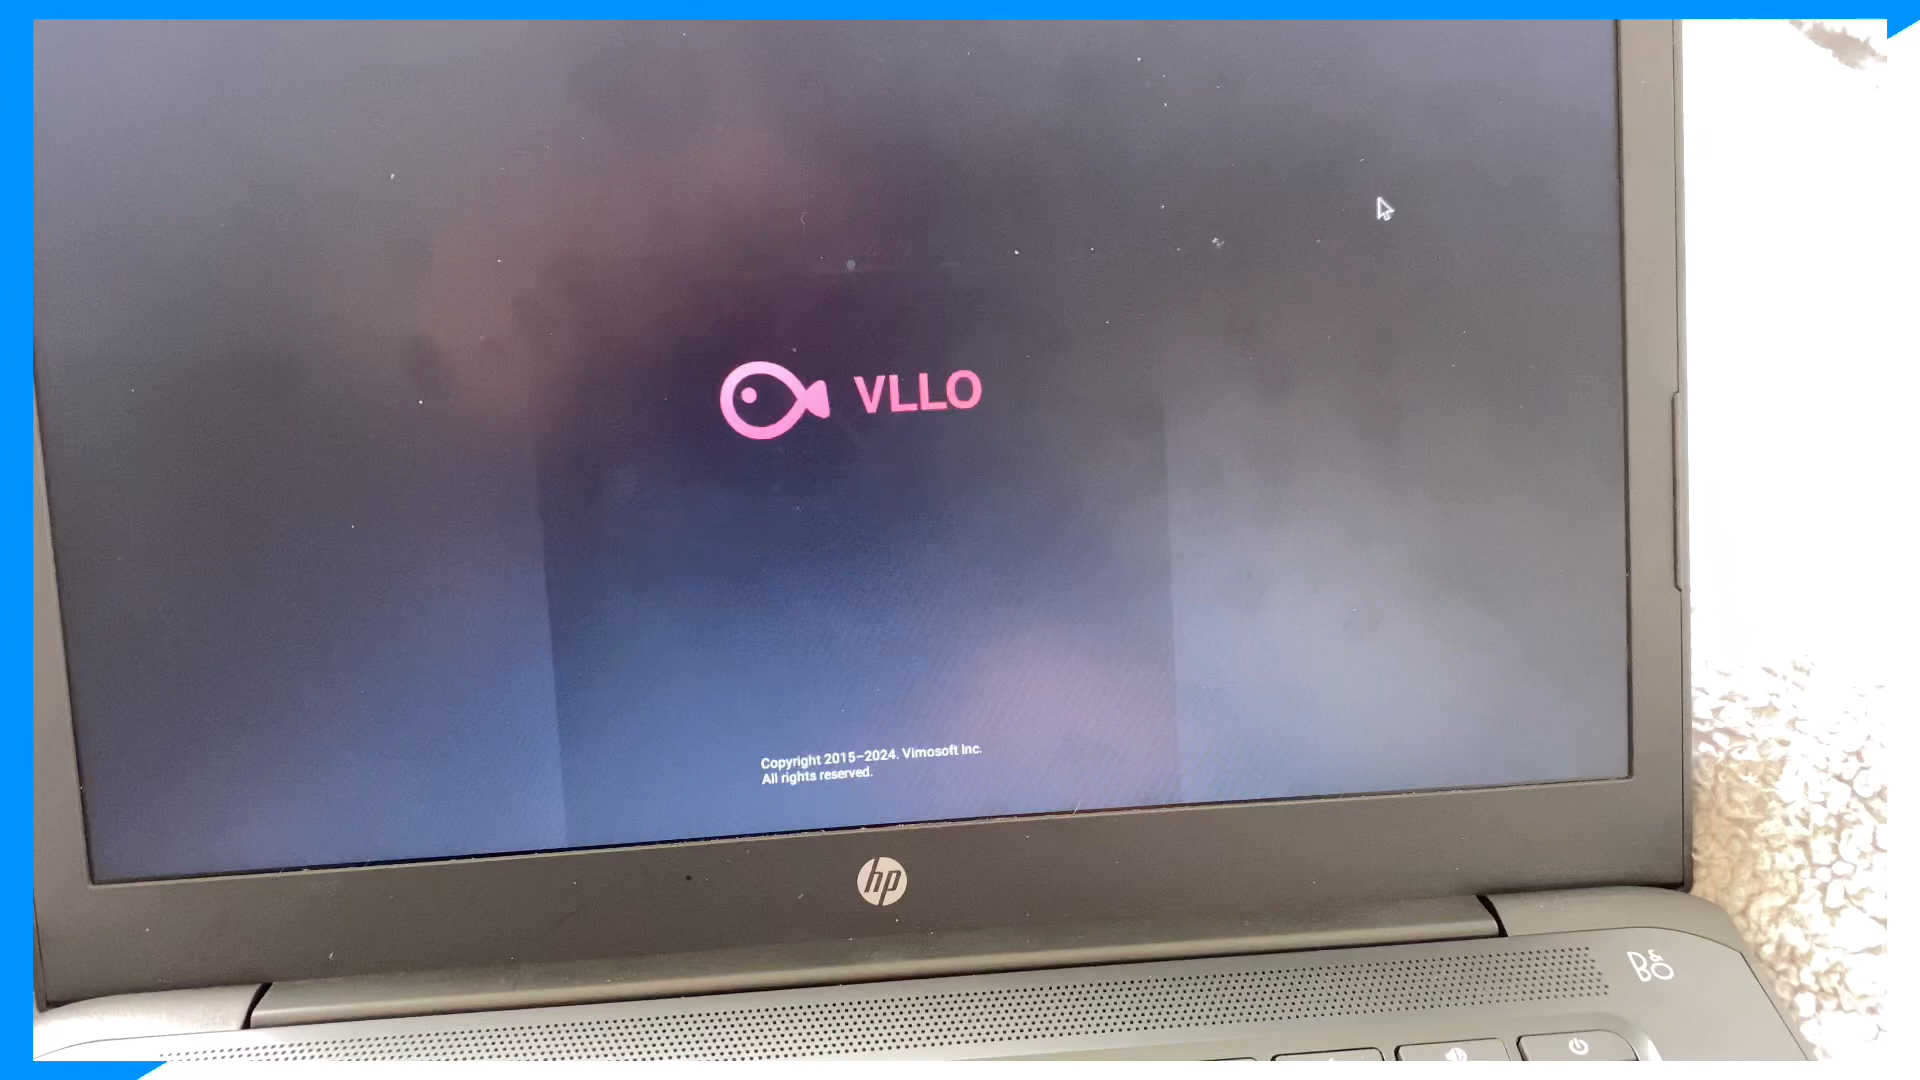 VLLO
Copyright 2015–2024. Vimosoft Inc.
All rights reserved.
hp
B&O